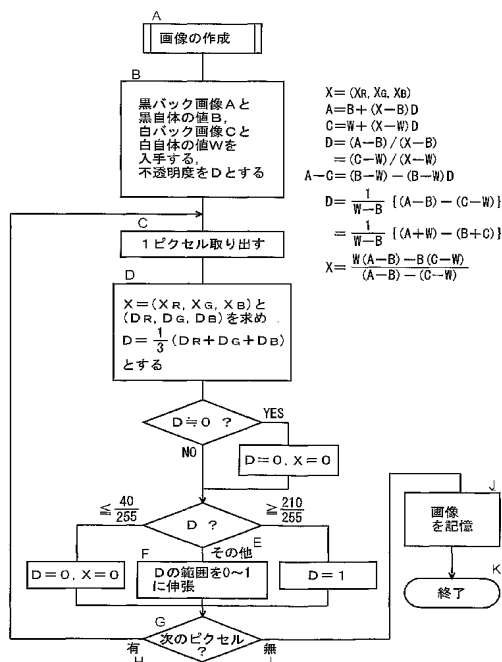 A
画像の作成
B
黒バック画像Aと
黒自体の値B,
白バック画像Cと
白自体の値Wを
入手する,
不透明度をDとする
X=(XR, XG, XB)
A=B+(X-B)D
C=W+(X-W)D
D=(A-B)/(X-B)
=(C-W)/(X-W)
A-C=(B-W)-(B-W)D
D=1/(W-B) {(A-B)-(C-W)}
=1/(W-B) {(A+W)-(B+C)}
X=W(A-B)-B(C-W)/(A-B)-(C-W)
C
1ピクセル取り出す
D
X=(XR, XG, XB)と
(DR, DG, DB)を求め
D=1/3(DR+DG+DB)
とする
D≒0 ?
YES
NO
D=0, X=0
≦40/255
≧210/255
D ?
E
その他
D=0, X=0
F
Dの範囲を0~1
に伸張
D=1
G
次のピクセル
?
有
H
無
I
J
画像
を記憶
K
終了